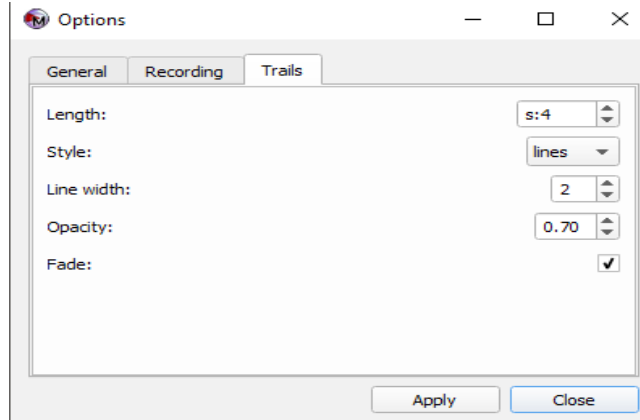 Options
General Recording Trails
Length: s:4
Style: lines
Line width: 2
Opacity: 0.70
Fade:
Apply Close